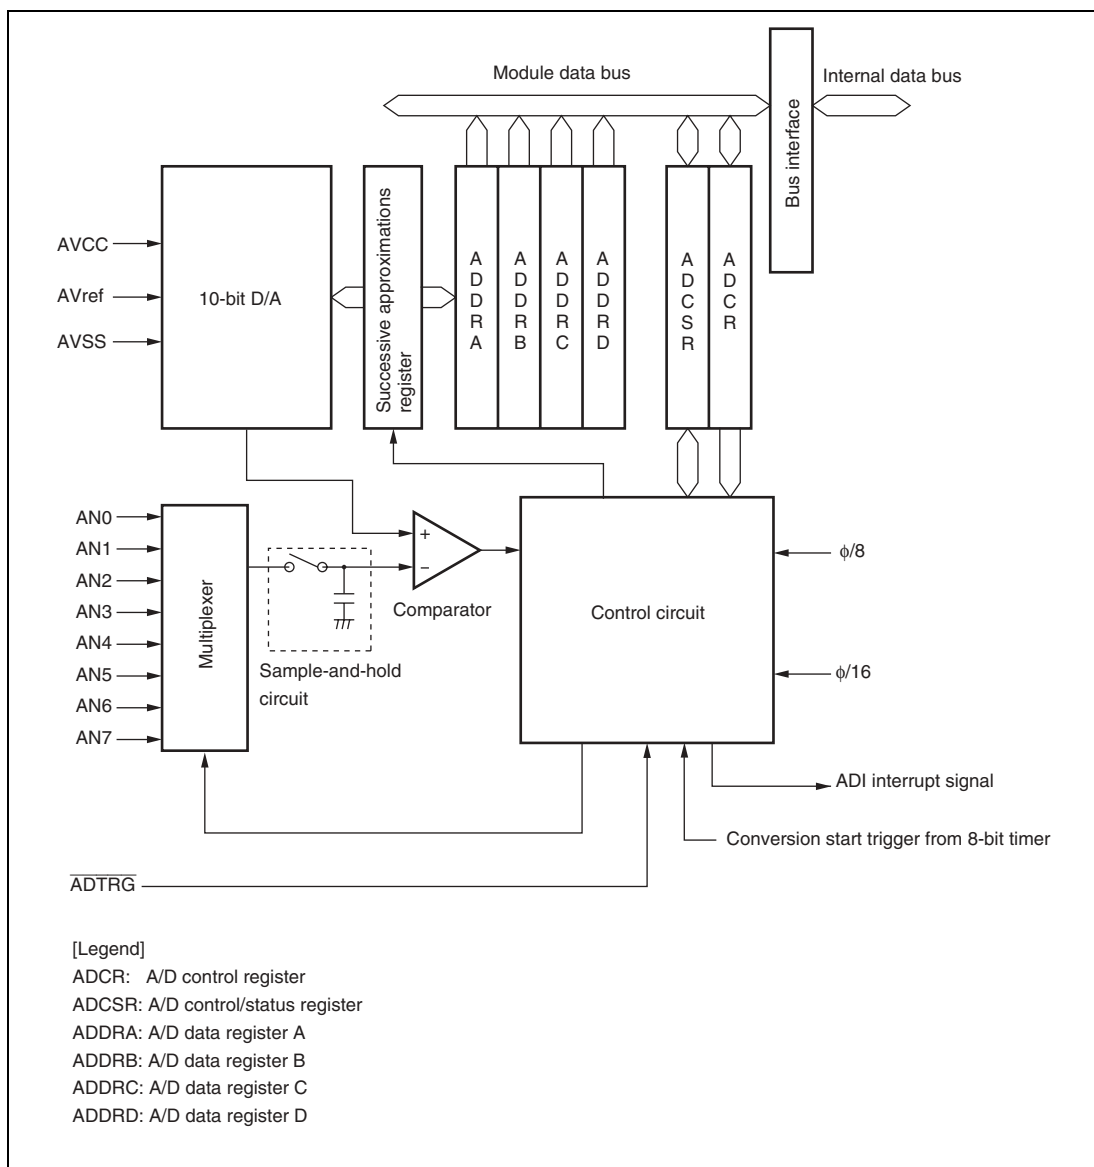 Module data bus
Internal data bus
Bus interface
AVCC
AVref
AVSS
10-bit D/A
Successive approximations
register
ADDRA
ADDRB
ADDRC
ADDRD
ADCSR
ADCR
AN0
AN1
AN2
AN3
AN4
AN5
AN6
AN7
Multiplexer
+
−
Comparator
Sample-and-hold
circuit
Control circuit
ϕ/8
ϕ/16
ADI interrupt signal
Conversion start trigger from 8-bit timer
ADTRG
[Legend]
ADCR: A/D control register
ADCSR: A/D control/status register
ADDRA: A/D data register A
ADDRB: A/D data register B
ADDRC: A/D data register C
ADDRD: A/D data register D